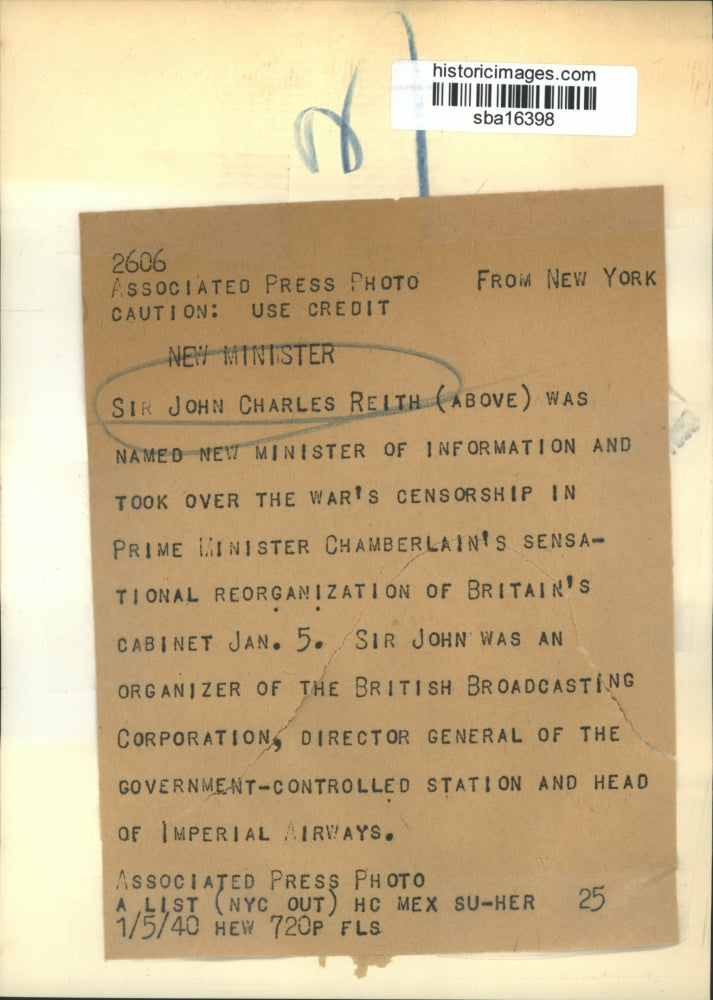 historicimages.com
sba16398
2606
ASSOCIATED PRESS PHOTO FROM NEW YORK
CAUTION: USE CREDIT
NEW MINISTER
SIR JOHN CHARLES REITH (ABOVE) WAS
NAMED NEW MINISTER OF INFORMATION AND
TOOK OVER THE WAR'S CENSORSHIP IN
PRIME MINISTER CHAMBERLAIN'S SENSA-
TIONAL REORGANIZATION OF BRITAIN'S
CABINET JAN. 5. SIR JOHN WAS AN
ORGANIZER OF THE BRITISH BROADCASTING
CORPORATION, DIRECTOR GENERAL OF THE
GOVERNMENT-CONTROLLED STATION AND HEAD
OF IMPERIAL AIRWAYS.
ASSOCIATED PRESS PHOTO
A LIST (NYC OUT) HC MEX SU-HER 25
1/5/40 HEW 720P FLS